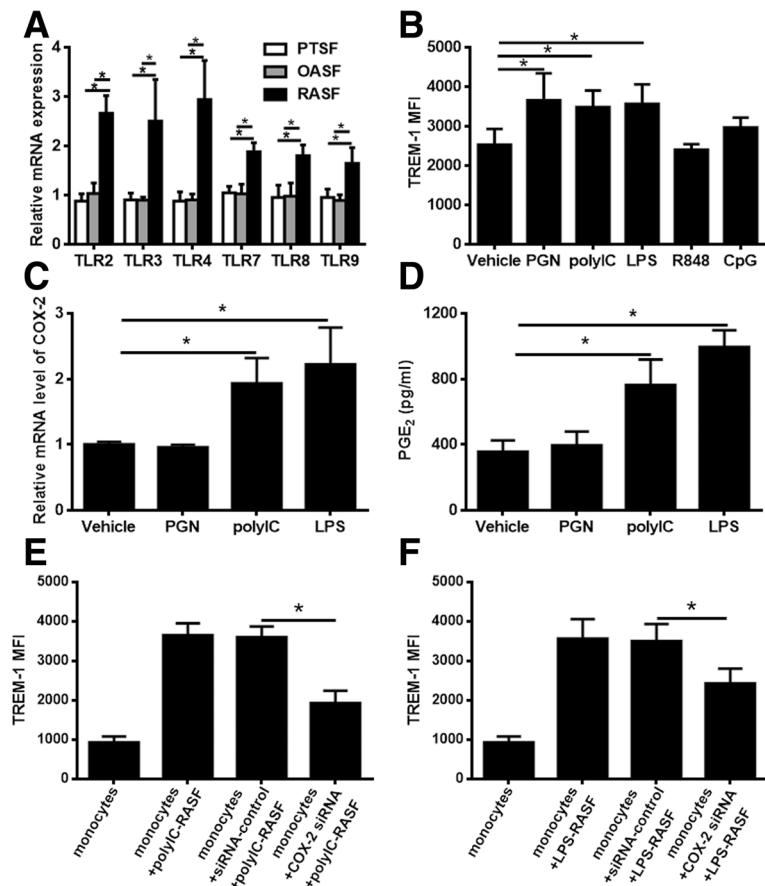 A
Relative mRNA expression
4
3
2
1
0
PTSF
OASF
RASF
* * * * * * * * * * * *
TLR2 TLR3 TLR4 TLR7 TLR8 TLR9
B
TREM-1 MFI
5000
4000
3000
2000
1000
0
*
*
*
Vehicle PGN polyIC LPS R848 CpG
C
Relative mRNA level of COX-2
3
2
1
0
*
*
Vehicle PGN polyIC LPS
D
PGE2 (pg/ml)
1200
800
400
0
*
*
Vehicle PGN polyIC LPS
E
TREM-1 MFI
5000
4000
3000
2000
1000
0
*
monocytes
monocytes
+polyIC-RASF
monocytes
+siRNA-control
+polyIC-RASF
monocytes
+COX-2 siRNA
+polyIC-RASF
F
TREM-1 MFI
5000
4000
3000
2000
1000
0
*
monocytes
monocytes
+LPS-RASF
monocytes
+siRNA-control
+LPS-RASF
monocytes
+COX-2 siRNA
+LPS-RASF